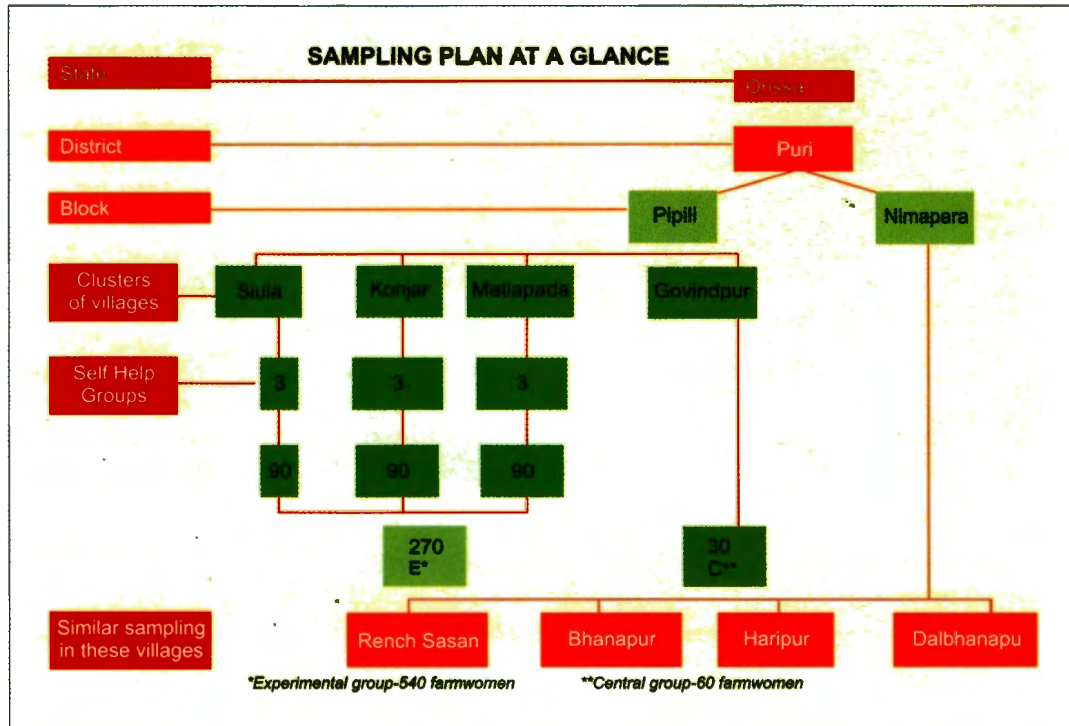 SAMPLING PLAN AT A GLANCE
State
Orissa
District
Puri
Block
Pipili
Nimapara
Clusters
of villages
Siula
Konjar
Matiapada
Govindpur
Self Help
Groups
3
3
3
90
90
90
270
E*
30
C**
Similar sampling
in these villages
Rench Sasan
Bhanapur
Haripur
Dalbhanapu
*Experimental group-540 farmwomen
**Central group-60 farmwomen